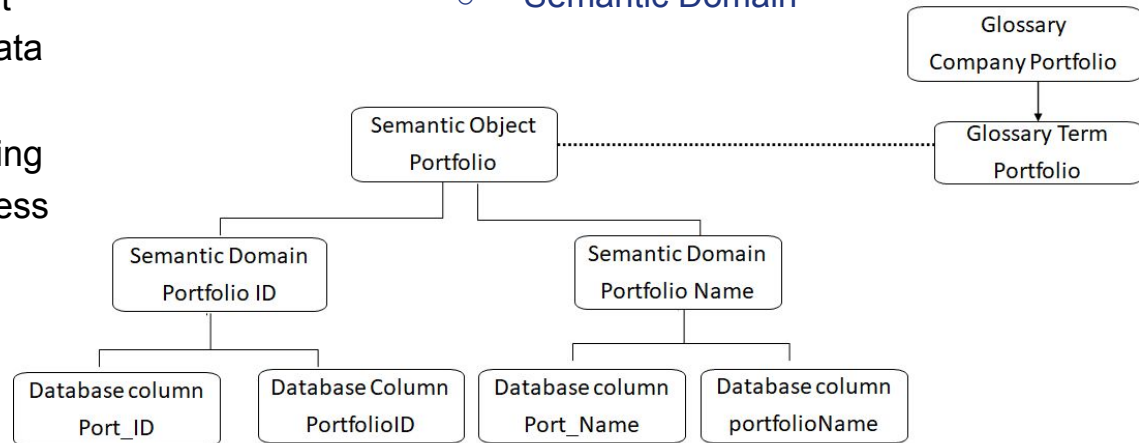 Semantic Domain
Glossary
Company Portfolio
Semantic Object
Portfolio
Glossary Term
Portfolio
Semantic Domain
Portfolio ID
Semantic Domain
Portfolio Name
Database column
Port_ID
Database Column
PortfolioID
Database column
Port_Name
Database column
portfolioName